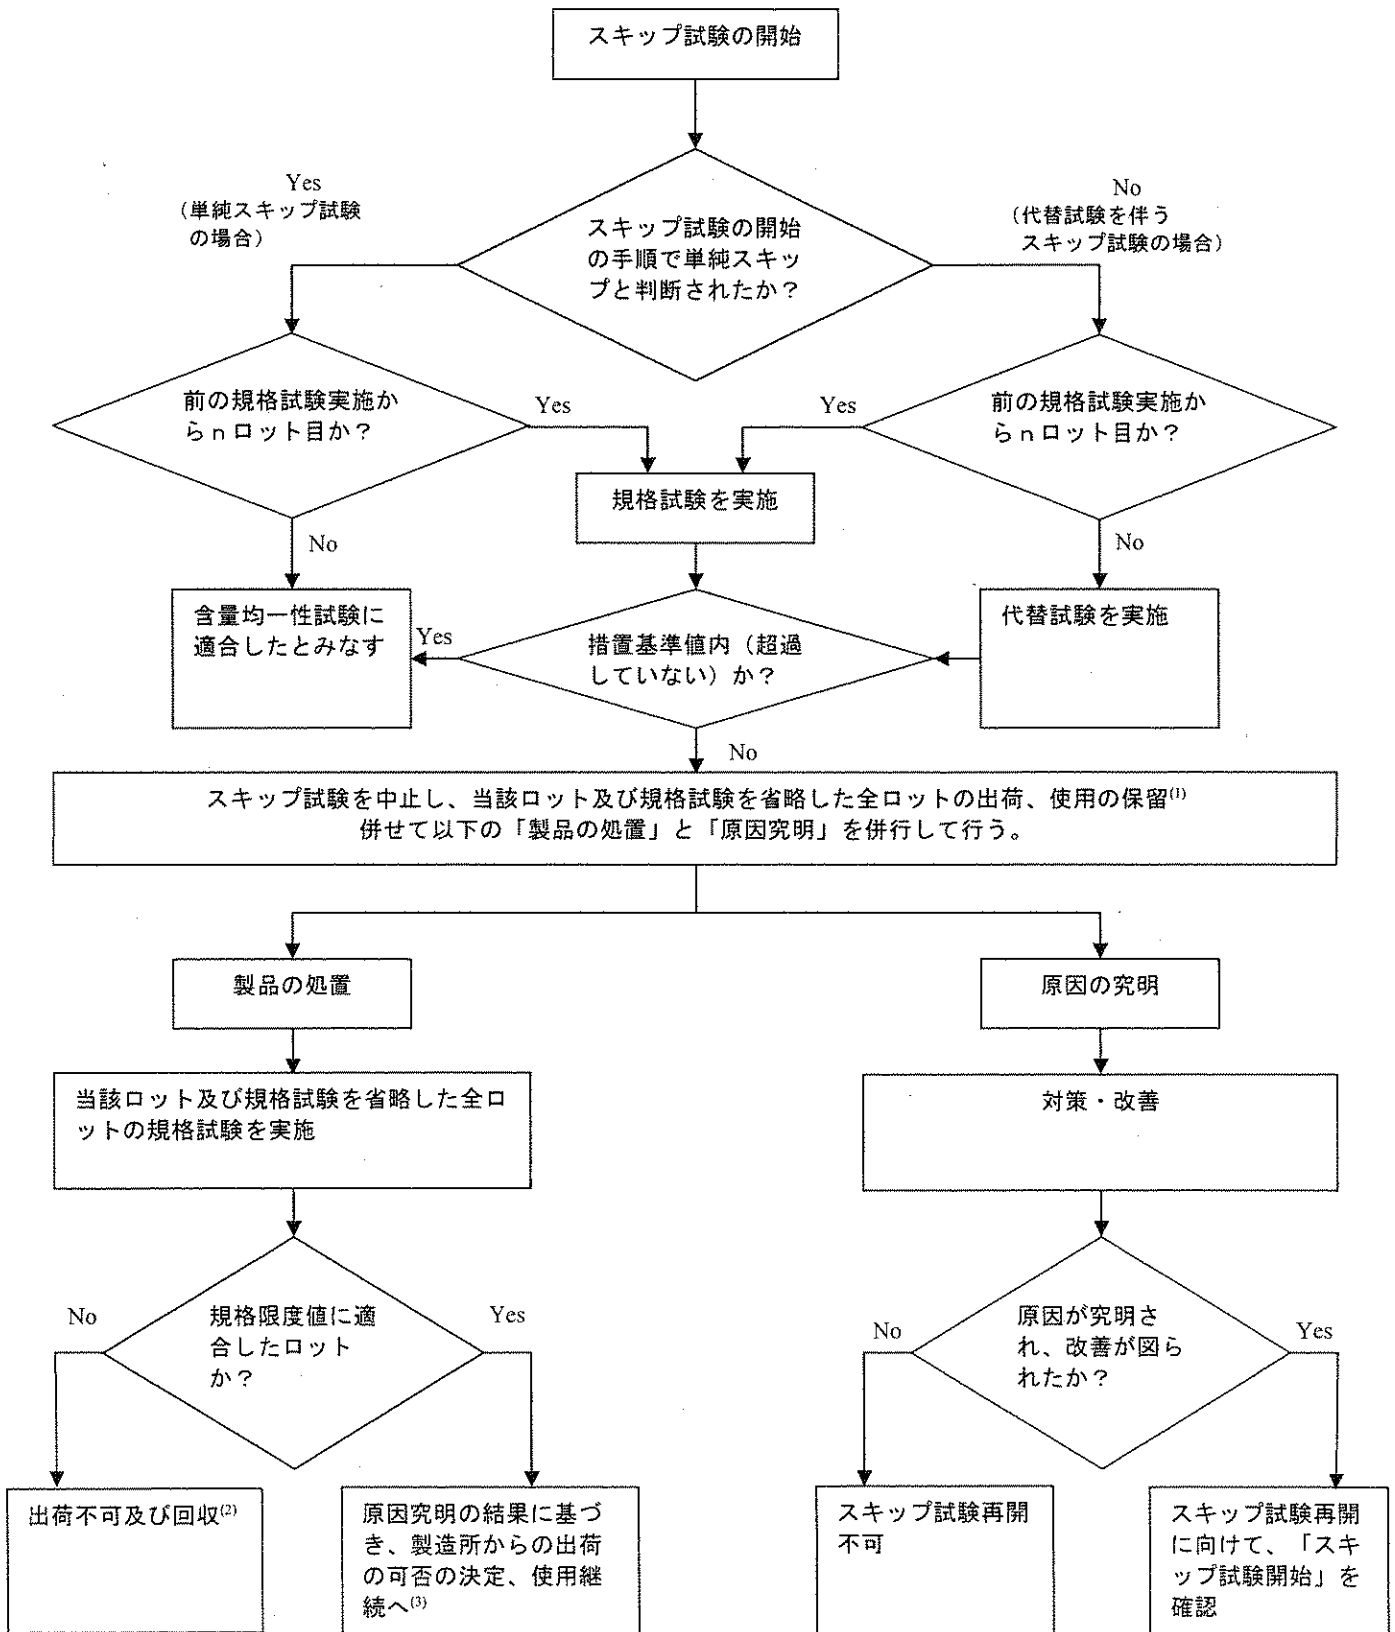 スキップ試験の開始
Yes
(単純スキップ試験
の場合)
No
(代替試験を伴う
スキップ試験の場合)
スキップ試験の開始
の手順で単純スキッ
プと判断されたか？
前の規格試験実施か
らnロット目か？
Yes
Yes
前の規格試験実施か
らnロット目か？
規格試験を実施
No
No
含量均一性試験に
適合したとみなす
Yes
措置基準値内（超過
していない）か？
代替試験を実施
No
スキップ試験を中止し、当該ロット及び規格試験を省略した全ロットの出荷、使用の保留(1)
併せて以下の「製品の処置」と「原因究明」を併行して行う。
製品の処置
原因の究明
当該ロット及び規格試験を省略した全ロ
ットの規格試験を実施
対策・改善
No
規格限度値に適
合したロット
か？
Yes
No
原因が究明さ
れ、改善が図ら
れたか？
Yes
出荷不可及び回収(2)
原因究明の結果に基づ
き、製造所からの出荷
の可否の決定、使用継
続へ(3)
スキップ試験再開
不可
スキップ試験再開
に向けて、「スキ
ップ試験開始」を
確認